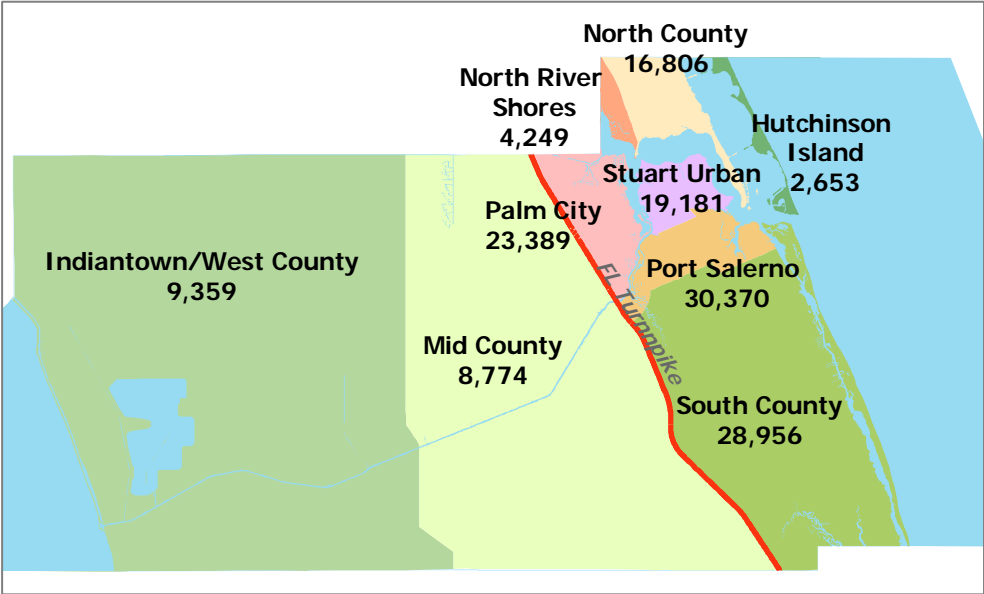 North County
16,806
North River
Shores
4,249
Hutchinson
Island
2,653
Stuart Urban
19,181
Palm City
23,389
Indiantown/West County
9,359
Port Salerno
30,370
FL Turnnpike
Mid County
8,774
South County
28,956